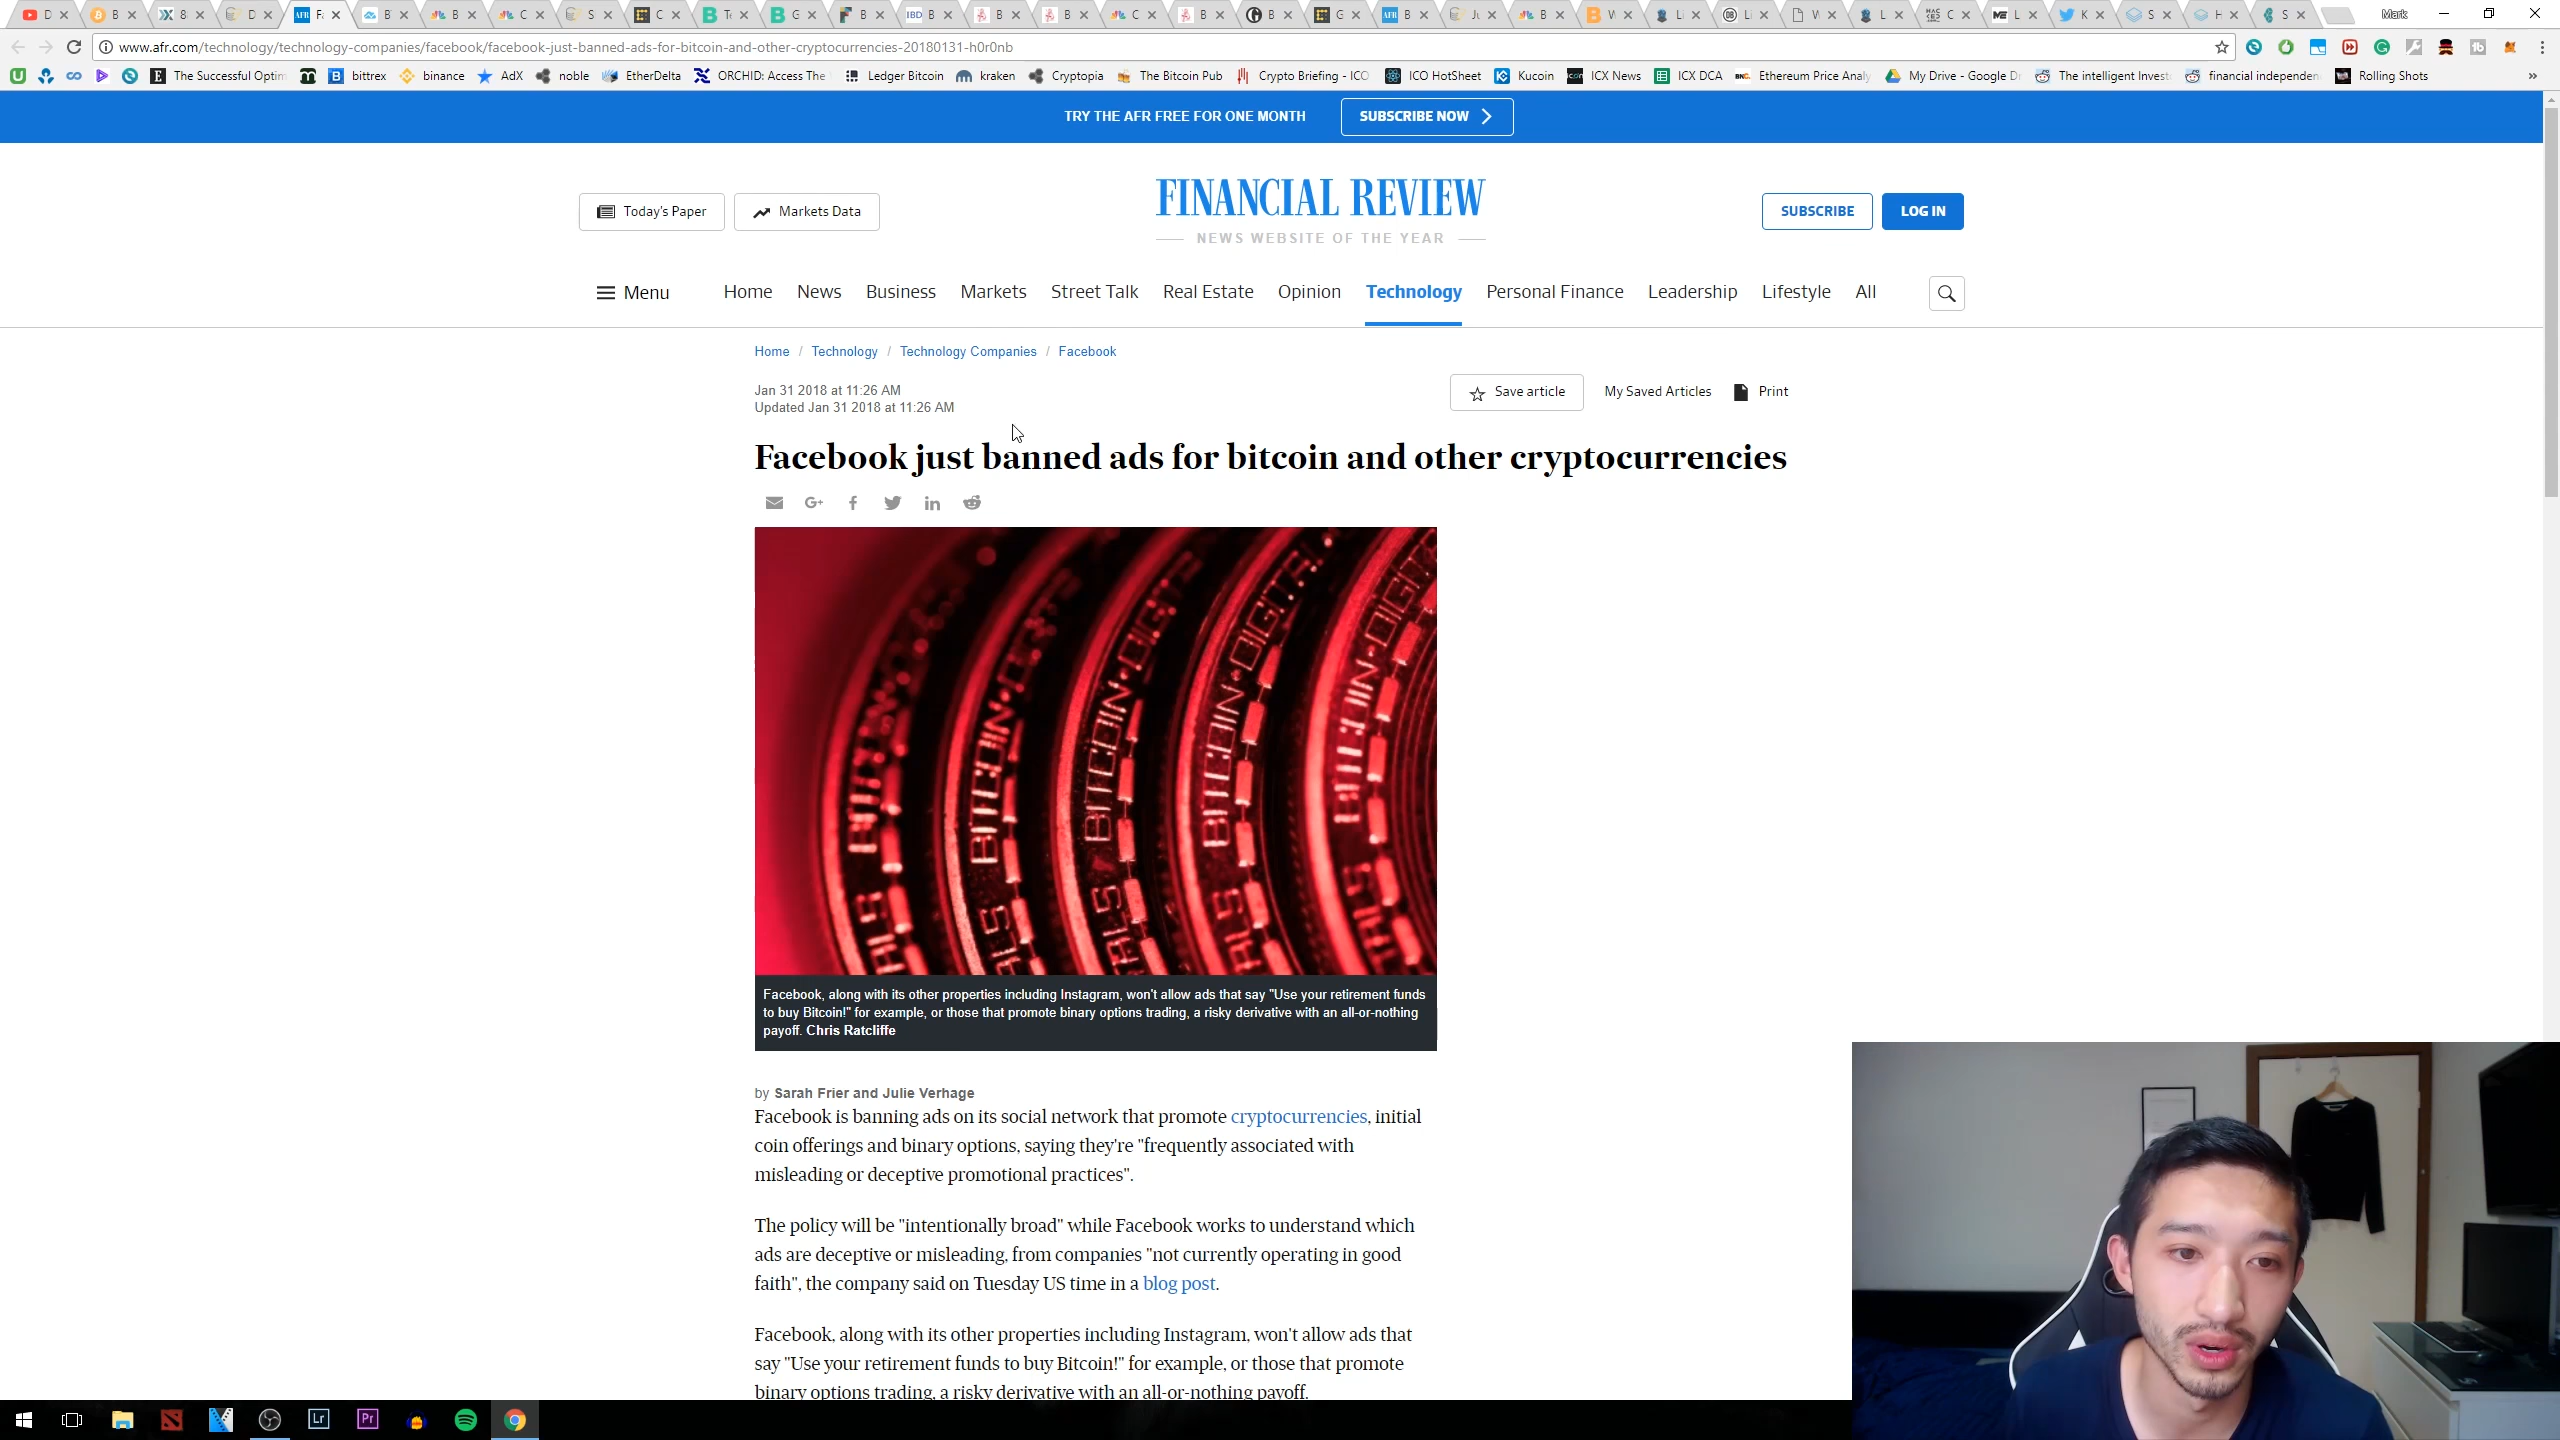 Mark
www.afr.com/technology/technology-companies/facebook/facebook-just-banned-ads-for-bitcoin-and-other-cryptocurrencies-20180131-h0r0nb
The Successful Optim bittrex binance AdX noble EtherDelta ORCHID: Access The Ledger Bitcoin kraken Cryptopia The Bitcoin Pub Crypto Briefing - ICO ICO HotSheet Kucoin ICX News ICX DCA Ethereum Price Analy My Drive - Google Dr The intelligent Invest financial independen Rolling Shots
TRY THE AFR FREE FOR ONE MONTH SUBSCRIBE NOW
Today's Paper Markets Data FINANCIAL REVIEW SUBSCRIBE LOG IN
NEWS WEBSITE OF THE YEAR
Menu Home News Business Markets Street Talk Real Estate Opinion Technology Personal Finance Leadership Lifestyle All
Home / Technology / Technology Companies / Facebook
Jan 31 2018 at 11:26 AM
Updated Jan 31 2018 at 11:26 AM
Save article My Saved Articles Print
Facebook just banned ads for bitcoin and other cryptocurrencies
BITCOIN BITCOIN·DIGIT BITCOIN·DIGITAL BITCOIN·DIGIT
Facebook, along with its other properties including Instagram, won't allow ads that say "Use your retirement funds
to buy Bitcoin!" for example, or those that promote binary options trading, a risky derivative with an all-or-nothing
payoff. Chris Ratcliffe
by Sarah Frier and Julie Verhage
Facebook is banning ads on its social network that promote cryptocurrencies, initial
coin offerings and binary options, saying they're "frequently associated with
misleading or deceptive promotional practices".
The policy will be "intentionally broad" while Facebook works to understand which
ads are deceptive or misleading, from companies "not currently operating in good
faith", the company said on Tuesday US time in a blog post.
Facebook, along with its other properties including Instagram, won't allow ads that
say "Use your retirement funds to buy Bitcoin!" for example, or those that promote
binary options trading, a risky derivative with an all-or-nothing payoff.
Lr Pr